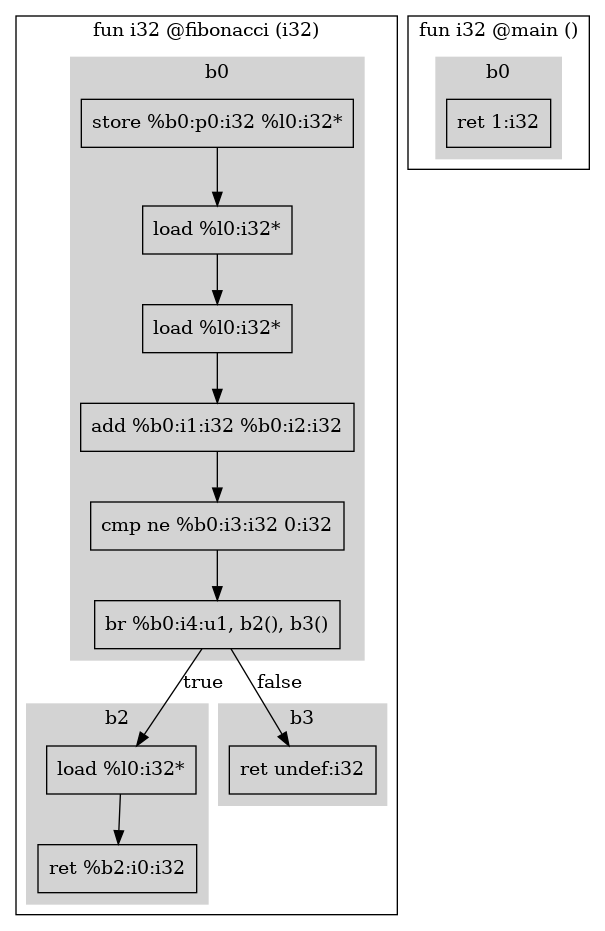 fun i32 @fibonacci (i32)
b0
store %b0:p0:i32 %l0:i32*
load %l0:i32*
load %l0:i32*
add %b0:i1:i32 %b0:i2:i32
cmp ne %b0:i3:i32 0:i32
br %b0:i4:u1, b2(), b3()
true
false
b2
load %l0:i32*
ret %b2:i0:i32
b3
ret undef:i32
fun i32 @main ()
b0
ret 1:i32